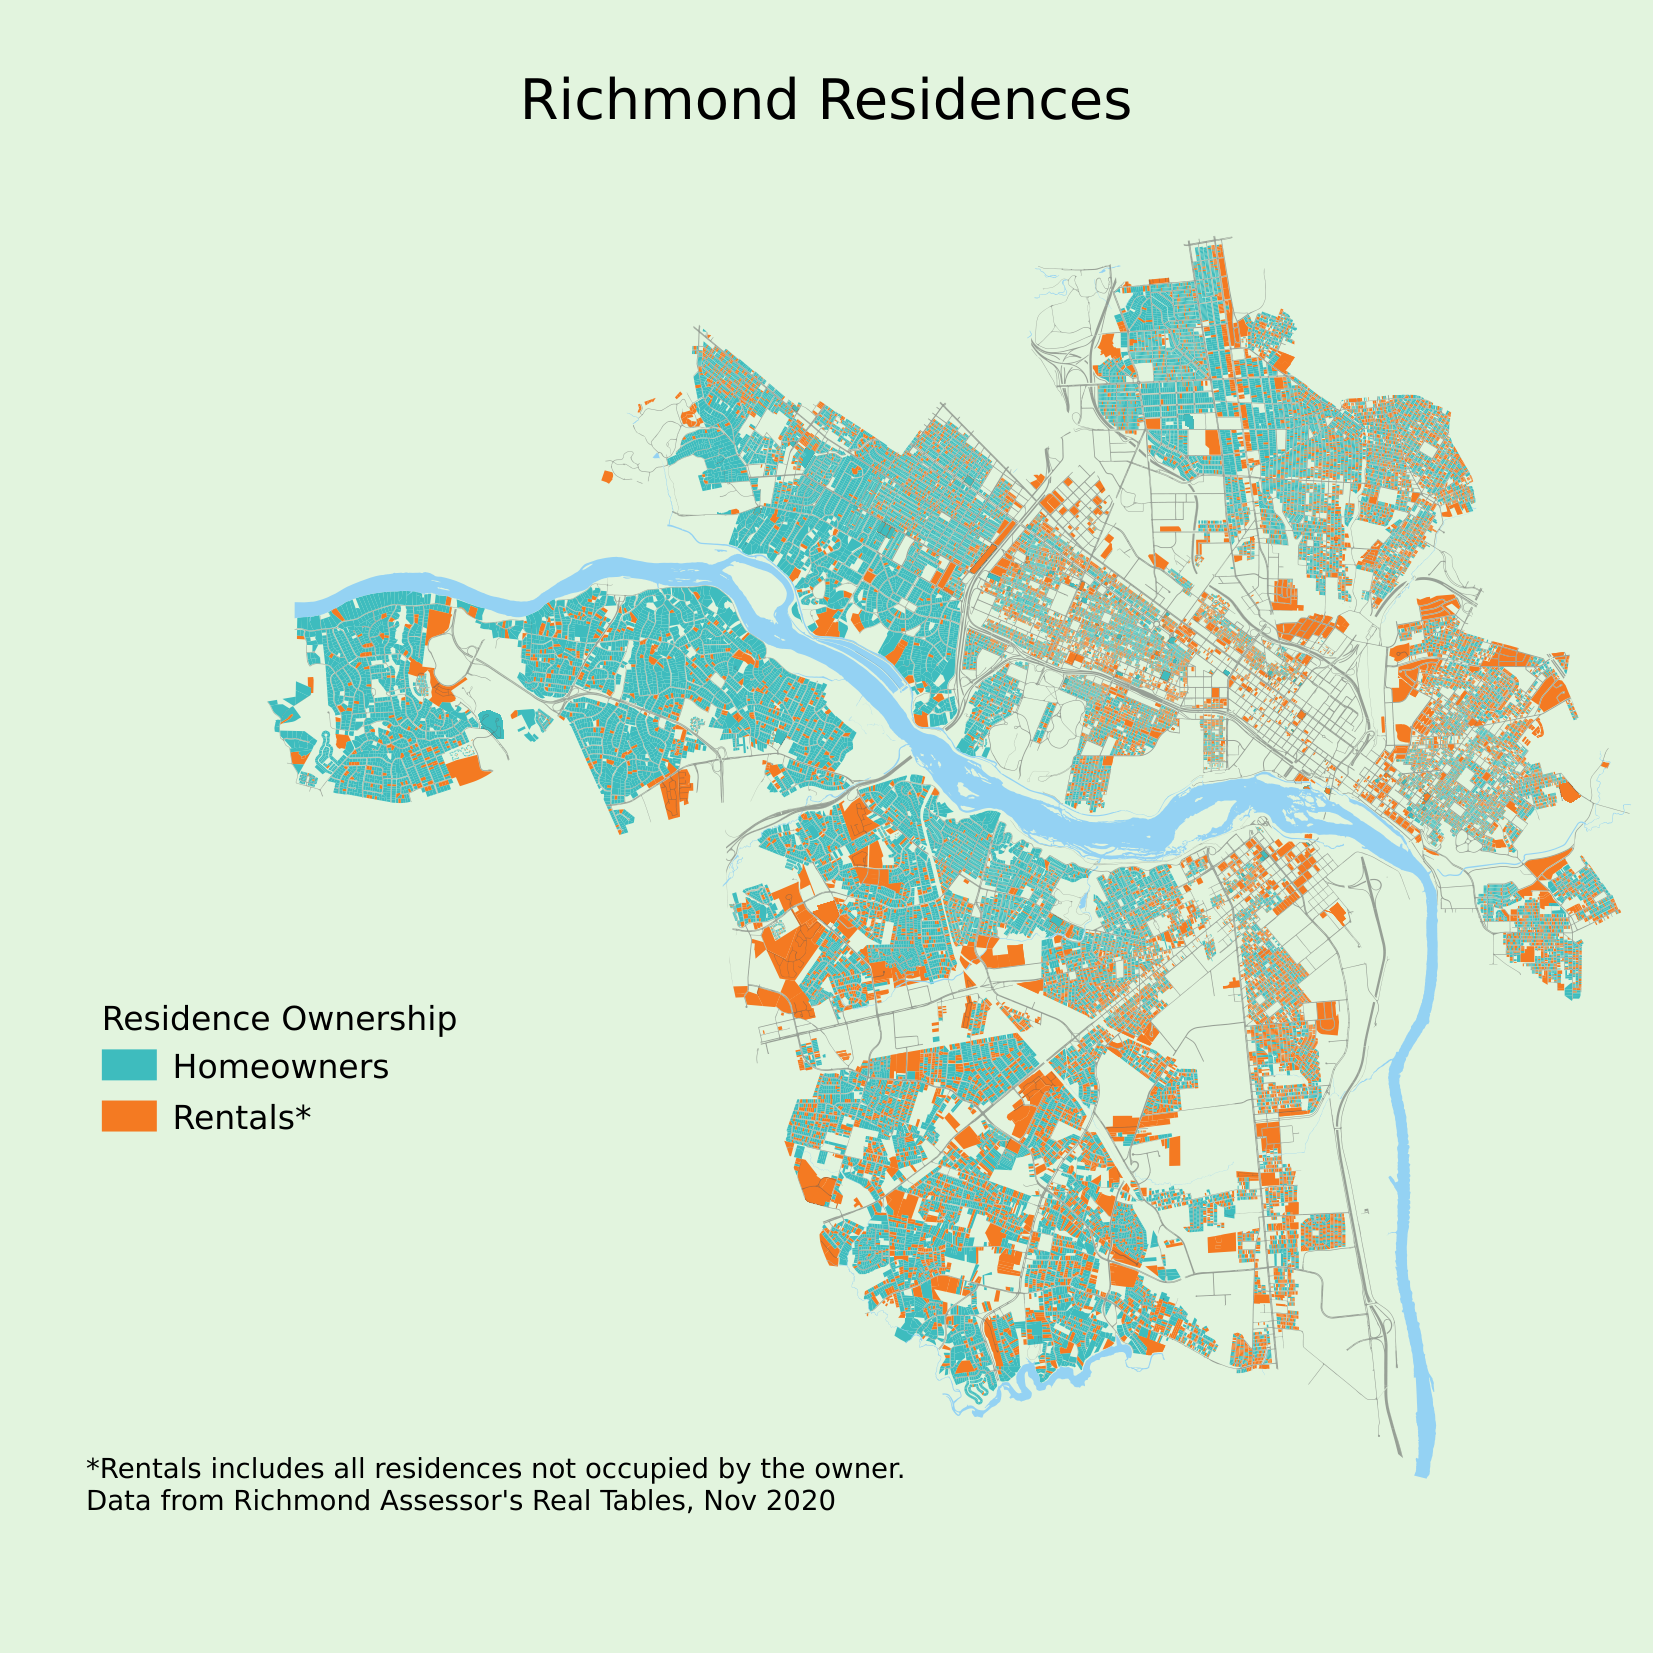 Richmond Residences
Residence Ownership
Homeowners
Rentals*
*Rentals includes all residences not occupied by the owner.
Data from Richmond Assessor's Real Tables, Nov 2020